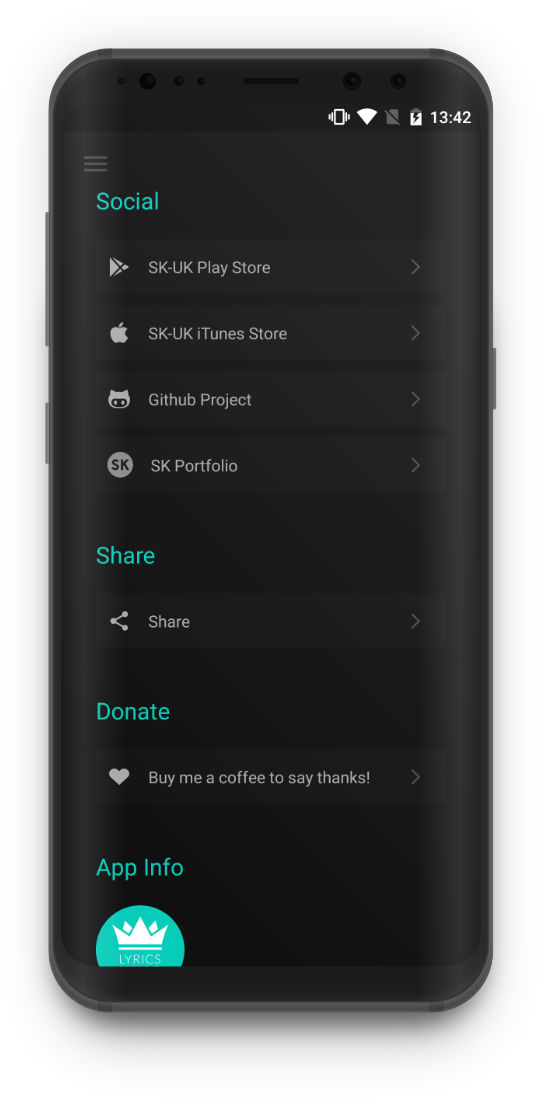 13:42
Social
SK-UK Play Store
SK-UK iTunes Store
Github Project
SK SK Portfolio
Share
Share
Donate
Buy me a coffee to say thanks!
App Info
LYRICS